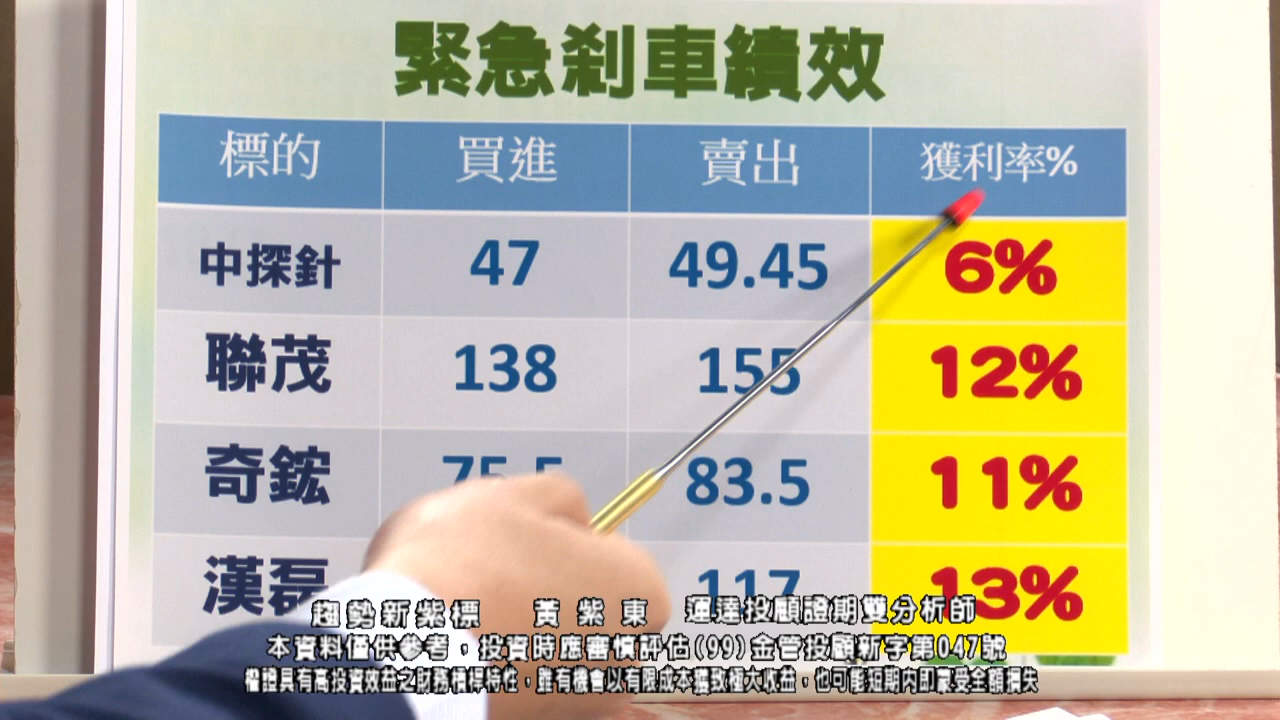 緊急剎車績效
標的 買進 賣出 獲利率%
中探針 47 49.45 6%
聯茂 138 155 12%
奇鋐 75.5 83.5 11%
漢磊 117 13%
趨勢新紫標 黃紫東 運達投顧證期雙分析師
本資料僅供參考，投資時應審慎評估(99)金管投顧新字第047號
權證具有高投資效益之財務槓桿特性，雖有機會以有限成本獲致極大收益，也可能短期內即蒙受全額損失